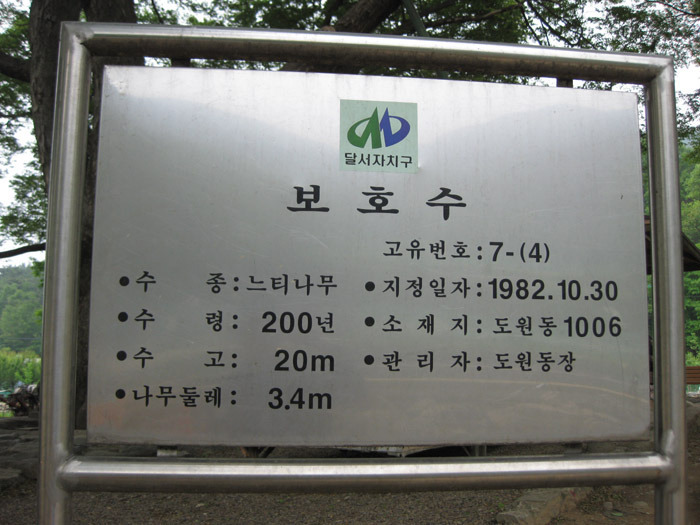 달서자치구
보 호 수
고유번호:7-(4)
•수 종:느티나무 •지정일자:1982.10.30
•수 령: 200년 •소 재 지:도원동1006
•수 고: 20m •관 리 자:도원동장
•나무둘레: 3.4m